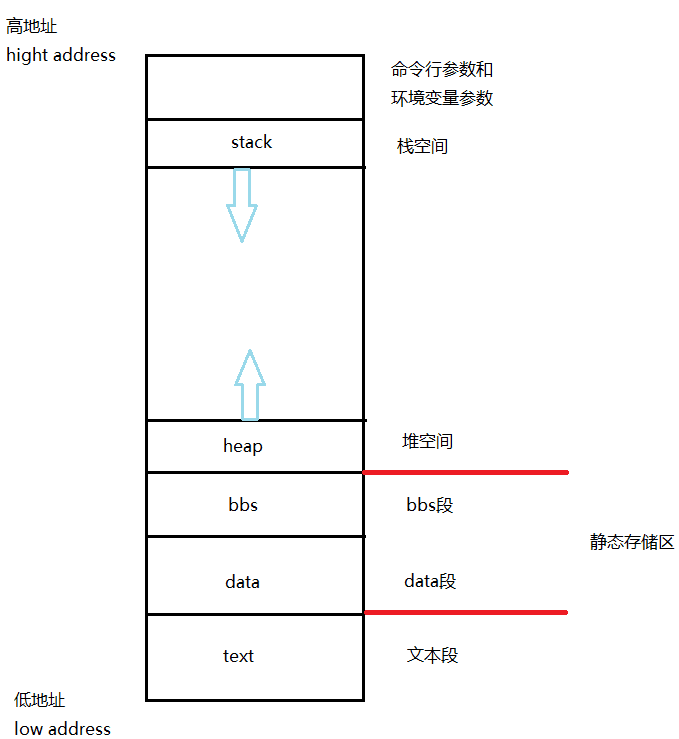 高地址
hight address
命令行参数和
环境变量参数
stack
栈空间
heap
堆空间
bbs
bbs段
静态存储区
data
data段
text
文本段
低地址
low address